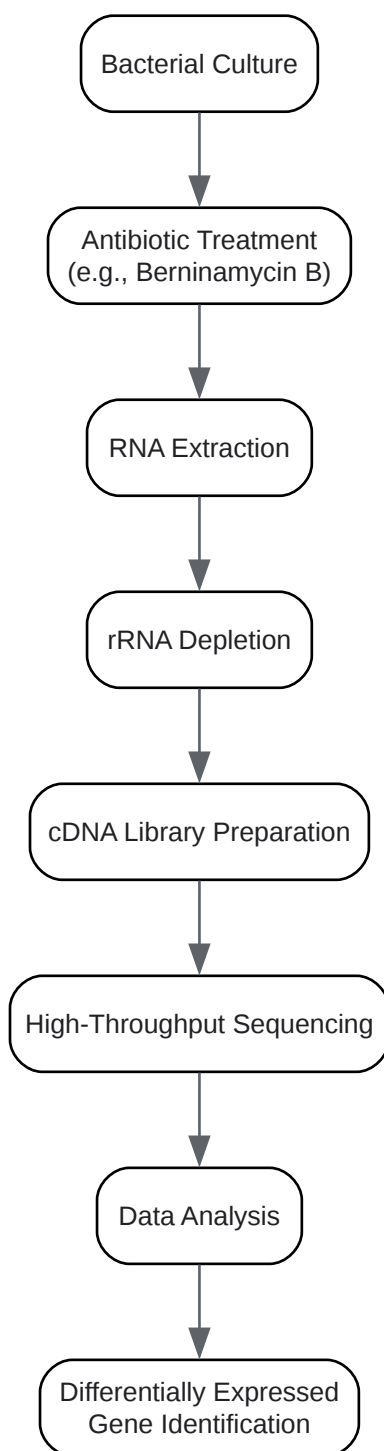 Bacterial Culture
Antibiotic Treatment
(e.g., Berninamycin B)
RNA Extraction
rRNA Depletion
cDNA Library Preparation
High-Throughput Sequencing
Data Analysis
Differentially Expressed
Gene Identification